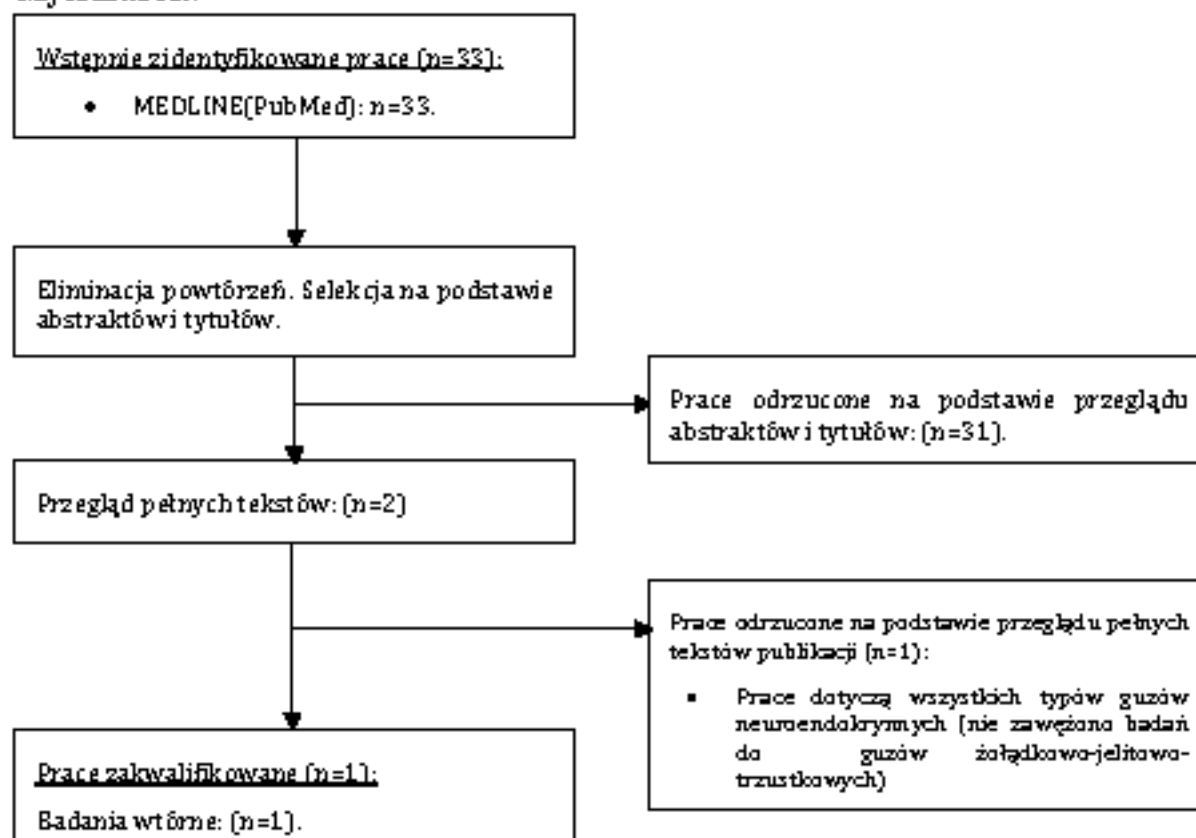 Wstępnie zidentyfikowane prace (n=33):
• MEDLINE(PubMed): n=33.
Eliminacja powtórzeń. Selekcja na podstawie
abstraktów i tytułów.
Prace odrzucone na podstawie przeglądu
abstraktów i tytułów: (n=31).
Przegląd pełnych tekstów: (n=2)
Prace odrzucone na podstawie przeglądu pełnych
tekstów publikacji (n=1):
▪ Prace dotyczą wszystkich typów guzów
neuroendokrynnych (nie zawężono badań
do guzów żołądkowo-jelitowo-
trzustkowych)
Prace zakwalifikowane (n=1):
Badania wtórne: (n=1).